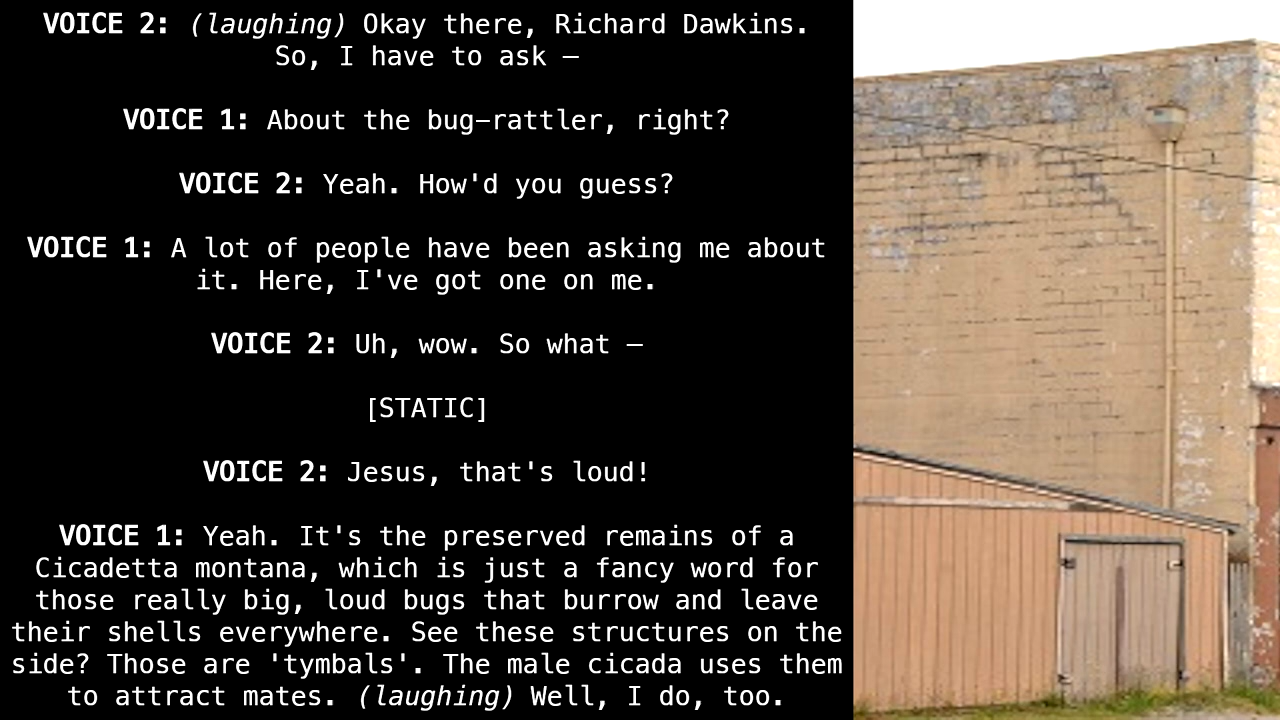 VOICE 2: (laughing) Okay there, Richard Dawkins.
So, I have to ask —
VOICE 1: About the bug-rattler, right?
VOICE 2: Yeah. How'd you guess?
VOICE 1: A lot of people have been asking me about
it. Here, I've got one on me.
VOICE 2: Uh, wow. So what —
[STATIC]
VOICE 2: Jesus, that's loud!
VOICE 1: Yeah. It's the preserved remains of a
Cicadetta montana, which is just a fancy word for
those really big, loud bugs that burrow and leave
their shells everywhere. See these structures on the
side? Those are 'tymbals'. The male cicada uses them
to attract mates. (laughing) Well, I do, too.